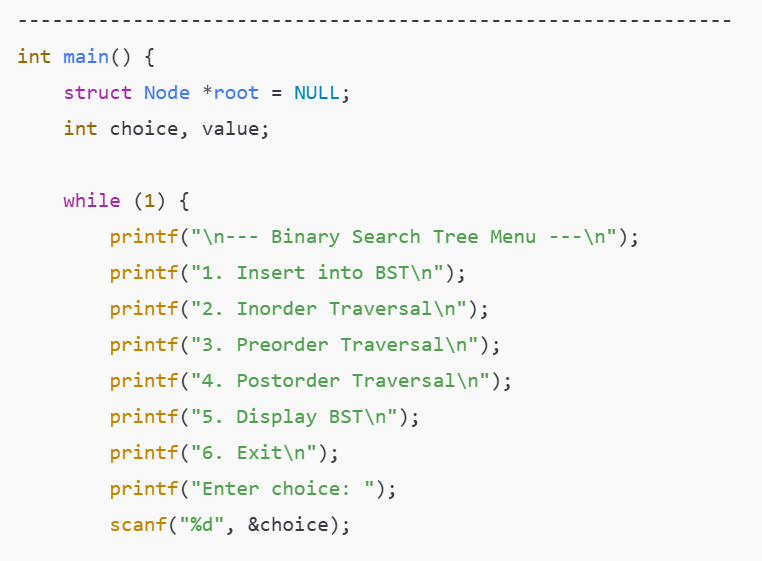 --------------------------------------------------------------
int main() {
    struct Node *root = NULL;
    int choice, value;

    while (1) {
        printf("\n--- Binary Search Tree Menu ---\n");
        printf("1. Insert into BST\n");
        printf("2. Inorder Traversal\n");
        printf("3. Preorder Traversal\n");
        printf("4. Postorder Traversal\n");
        printf("5. Display BST\n");
        printf("6. Exit\n");
        printf("Enter choice: ");
        scanf("%d", &choice);